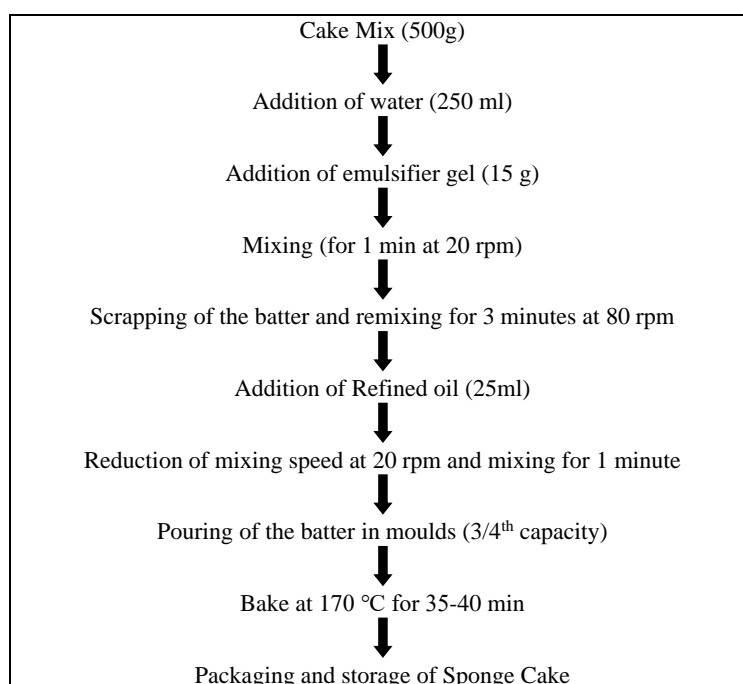 Cake Mix (500g)
Addition of water (250 ml)
Addition of emulsifier gel (15 g)
Mixing (for 1 min at 20 rpm)
Scrapping of the batter and remixing for 3 minutes at 80 rpm
Addition of Refined oil (25ml)
Reduction of mixing speed at 20 rpm and mixing for 1 minute
Pouring of the batter in moulds (3/4th capacity)
Bake at 170 °C for 35-40 min
Packaging and storage of Sponge Cake